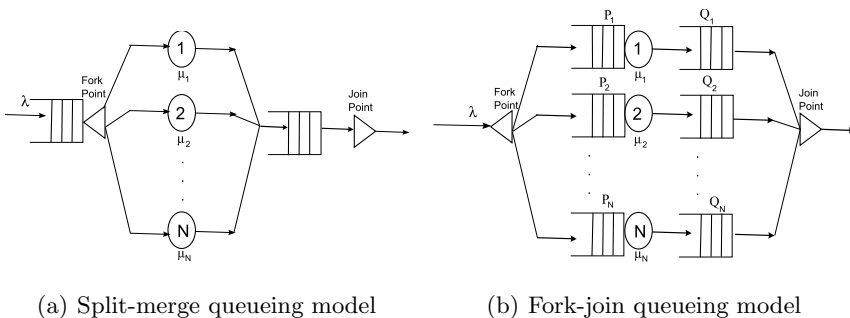 λ
Fork
Point
1
μ1
2
μ2
.
.
.
N
μN
Join
Point
(a) Split-merge queueing model
λ
Fork
Point
P1
1
μ1
Q1
P2
2
μ2
Q2
. . .
. . .
PN
N
μN
QN
Join
Point
(b) Fork-join queueing model